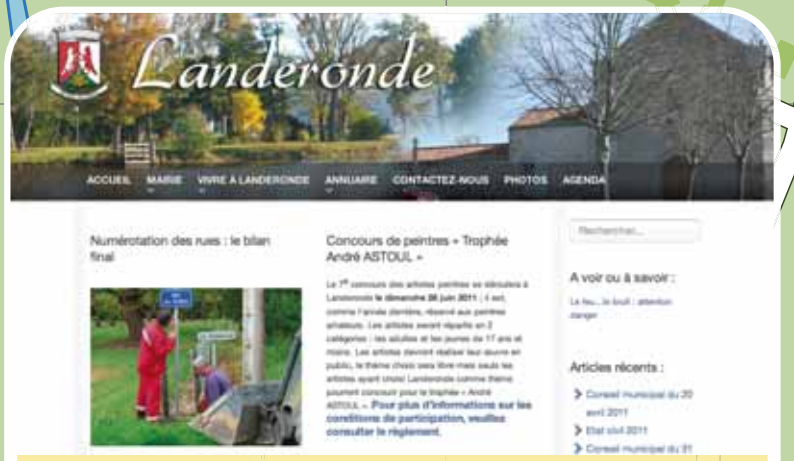 Landeronde
ACCUEIL MAIRIE VIVRE À LANDERONDE ANNUAIRE CONTACTEZ-NOUS PHOTOS AGENDA
Numérotation des rues : le bilan
final
Concours de peintres « Trophée
André ASTOUL »
Le 7e concours des artistes peintres se déroulera à
Landeronde le dimanche 26 juin 2011 ; il est,
comme l'année dernière, réservé aux peintres
amateurs. Les artistes seront répartis en 2
catégories : les adultes et les jeunes de 17 ans et
moins. Les artistes devront réaliser leur œuvre en
public, le thème choisi sera libre mais seuls les
artistes ayant choisi Landeronde comme thème
pourront concourir pour le trophée « André
ASTOUL ». Pour plus d'informations sur les
conditions de participation, veuillez
consulter le règlement.
Rechercher...
A voir ou à savoir :
Le feu... le bruit : attention
danger
Articles récents :
Conseil municipal du 20
avril 2011
Etat civil 2011
Conseil municipal du 31